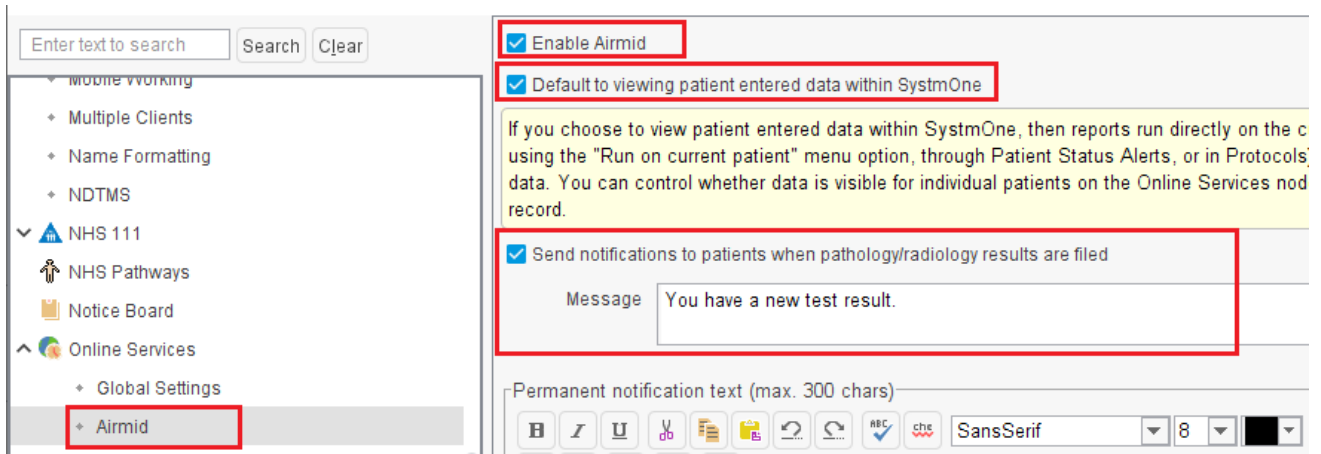 Enter text to search
Search
Clear
Mobile Working
Multiple Clients
Name Formatting
NDTMS
NHS 111
NHS Pathways
Notice Board
Online Services
Global Settings
Airmid
Enable Airmid
Default to viewing patient entered data within SystmOne
If you choose to view patient entered data within SystmOne, then reports run directly on the c
using the "Run on current patient" menu option, through Patient Status Alerts, or in Protocols)
data. You can control whether data is visible for individual patients on the Online Services nod
record.
Send notifications to patients when pathology/radiology results are filed
Message
You have a new test result.
Permanent notification text (max. 300 chars)
B I U ABC che SansSerif 8